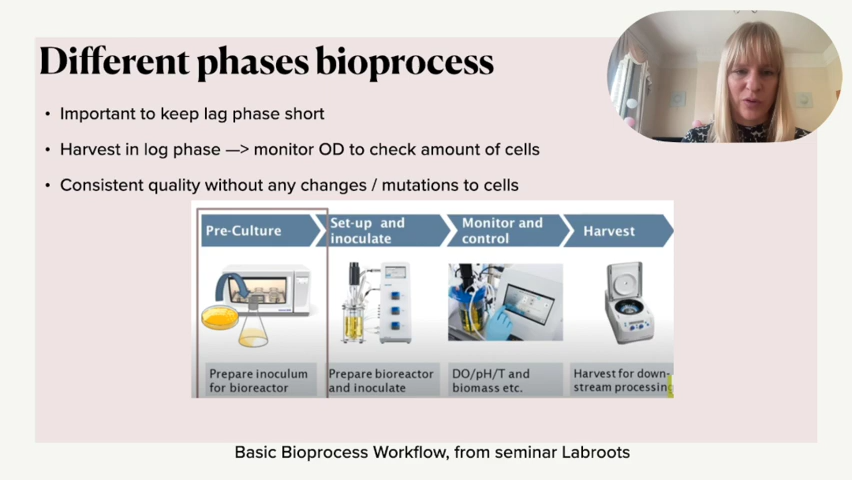 Different phases bioprocess
• Important to keep lag phase short
• Harvest in log phase —> monitor OD to check amount of cells
• Consistent quality without any changes / mutations to cells
Pre-Culture
Set-up and
inoculate
Monitor and
control
Harvest
Prepare inoculum
for bioreactor
Prepare bioreactor
and inoculate
DO/pH/T and
biomass etc.
Harvest for down-
stream processing
Basic Bioprocess Workflow, from seminar Labroots